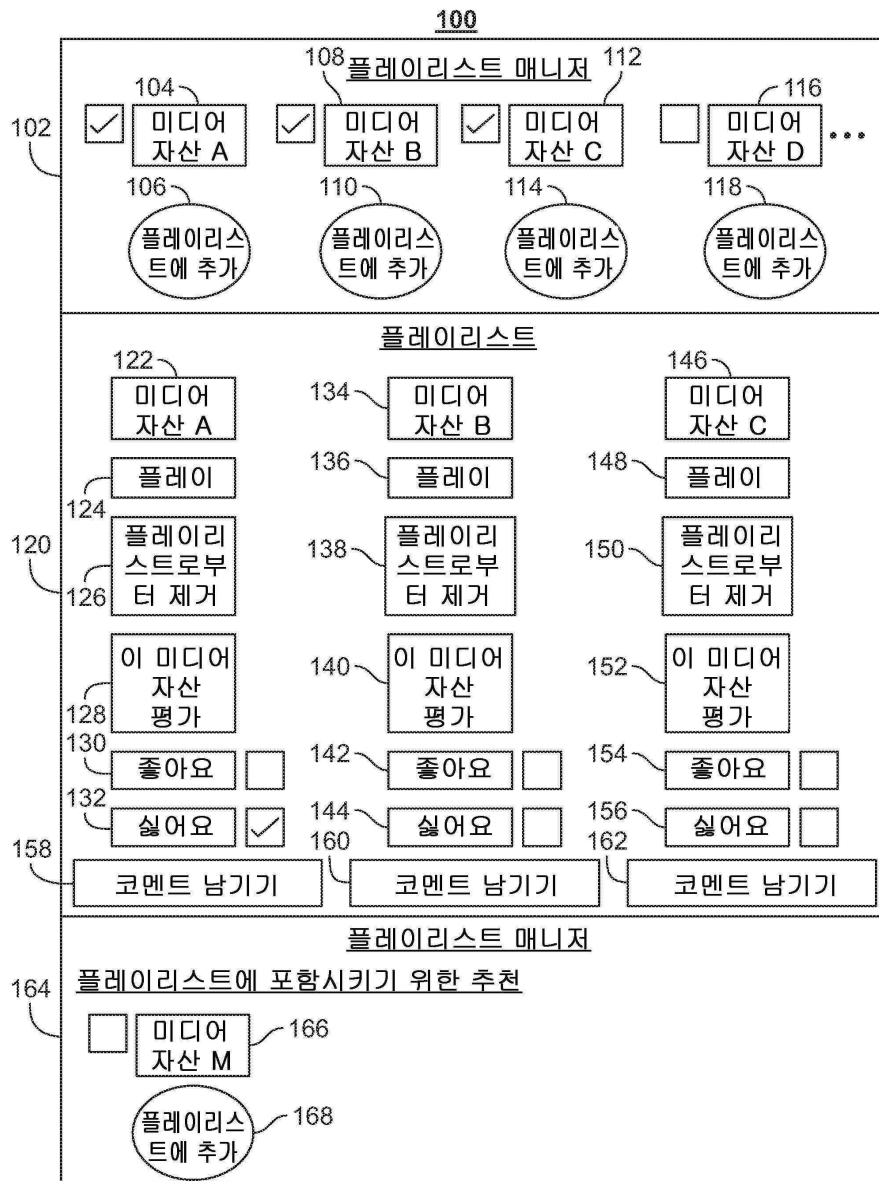 100
플레이리스트 매니저
102
104
미디어
자산 A
108
미디어
자산 B
112
미디어
자산 C
116
미디어
자산 D
...
106
플레이리스
트에 추가
110
플레이리스
트에 추가
114
플레이리스
트에 추가
118
플레이리스
트에 추가
플레이리스트
120
122
미디어
자산 A
134
미디어
자산 B
146
미디어
자산 C
124
플레이
136
플레이
148
플레이
126
플레이리
스트로부
터 제거
138
플레이리
스트로부
터 제거
150
플레이리
스트로부
터 제거
128
이 미디어
자산
평가
140
이 미디어
자산
평가
152
이 미디어
자산
평가
130
좋아요
142
좋아요
154
좋아요
132
싫어요
144
싫어요
156
싫어요
158
코멘트 남기기
160
코멘트 남기기
162
코멘트 남기기
플레이리스트 매니저
플레이리스트에 포함시키기 위한 추천
164
미디어
자산 M
166
플레이리스
트에 추가
168